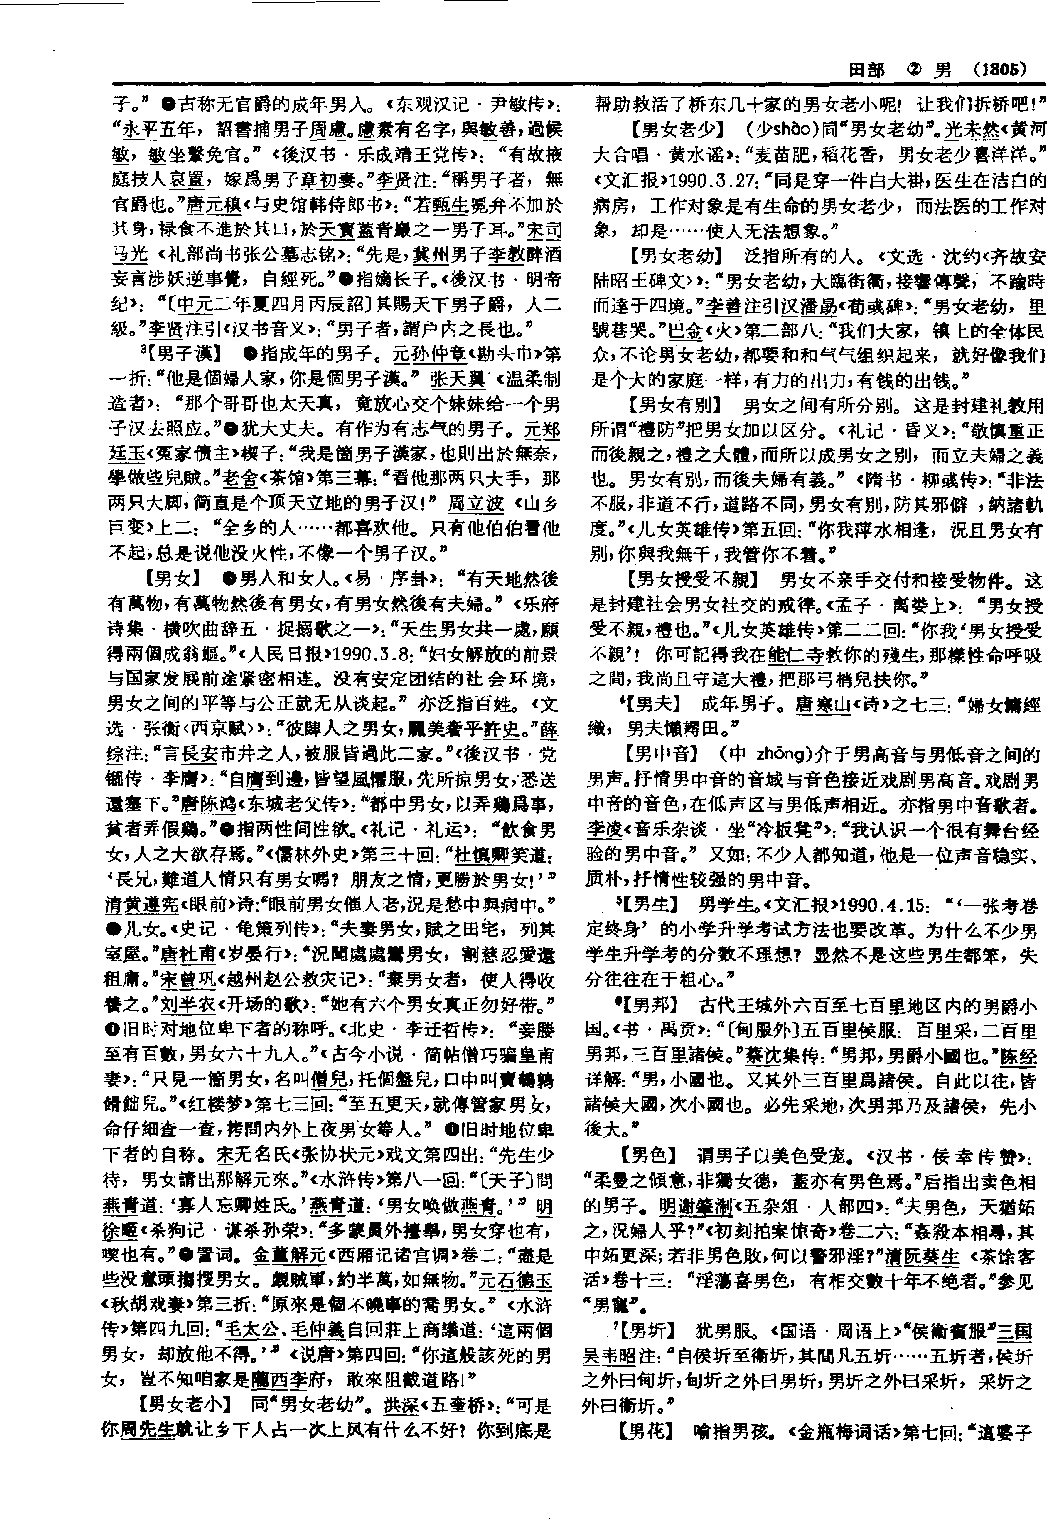 田部 ② 男 (1305)
子。”❸古称无官爵的成年男人。《东观汉记·尹敏传》：
“永平五年，詔書捕男子周慮。慮素有名字，與敏善，過候
敏，敏坐繫免官。”《後汉书·乐成靖王党传》：“有故掖
庭技人哀置，嫁爲男子章初妻。”李贤注：“稱男子者，無
官爵也。”唐元稹《与史馆韩侍郎书》：“若甄生冕弁不加於
其身，禄食不進於其口，於天寶蓋青巖之一男子耳。”宋司
马光《礼部尚书张公墓志铭》：“先是，冀州男子李教醉酒
妄言涉妖逆事覺，自經死。”❹指嫡长子。《後汉书·明帝
纪》：“〔中元二年夏四月丙辰詔〕其賜天下男子爵，人二
級。”李贤注引《汉书音义》：“男子者，謂户内之長也。”
³【男子漢】 ❶指成年的男子。元孙仲章《勘头巾》第
一折：“他是個婦人家，你是個男子漢。”张天翼《温柔制
造者》：“那个哥哥也太天真，竟放心交个妹妹给一个男
子汉去照应。”❷犹大丈夫。有作为有志气的男子。元郑
廷玉《冤家债主》楔子：“我是箇男子漢家，也則出於無奈，
學做些兒賊。”老舍《茶馆》第三幕：“看他那两只大手，那
两只大脚，简直是个顶天立地的男子汉！”周立波《山乡
巨变》上二：“全乡的人……都喜欢他。只有他伯伯看他
不起，总是说他没火性，不像一个男子汉。”
【男女】 ❶男人和女人。《易·序卦》：“有天地然後
有萬物，有萬物然後有男女，有男女然後有夫婦。”《乐府
诗集·横吹曲辞五·捉搦歌之一》：“天生男女共一處，願
得兩個成翁嫗。”《人民日报》1990.3.8：“妇女解放的前景
与国家发展前途紧密相连。没有安定团结的社会环境，
男女之间的平等与公正就无从谈起。”亦泛指百姓。《文
选·张衡〈西京赋〉》：“彼肆人之男女，麗美奢乎許史。”薛
综注：“言長安市井之人，被服皆過此二家。”《後汉书·党
锢传·李膺》：“自膺到邊，皆望風懼服，先所掠男女，悉送
還塞下。”唐陈鸿《东城老父传》：“都中男女，以弄鷄爲事，
貧者弄假鷄。”❷指两性间性欲。《礼记·礼运》：“飲食男
女，人之大欲存焉。”《儒林外史》第三十回：“杜慎卿笑道：
‘長兄，難道人情只有男女嗎？朋友之情，更勝於男女！’”
清黄遵宪《眼前》诗：“眼前男女催人老，況是愁中與病中。”
❸儿女。《史记·龟策列传》：“夫妻男女，賦之田宅，列其
室屋。”唐杜甫《岁晏行》：“況聞處處鬻男女，割慈忍愛還
租庸。”宋曾巩《越州赵公救灾记》：“棄男女者，使人得收
養之。”刘半农《开场的歌》：“她有六个男女真正勿好带。”
❹旧时对地位卑下者的称呼。《北史·李迁哲传》：“妾媵
至有百數，男女六十九人。”《古今小说·简帖僧巧骗皇甫
妻》：“只見一箇男女，名叫僧兒，托個盤兒，口中叫賣鵪鶉
餶飿兒。”《红楼梦》第七三回：“至五更天，就傳管家男女，
命仔細查一查，拷問内外上夜男女等人。”❺旧时地位卑
下者的自称。宋无名氏《张协状元》戏文第四出：“先生少
待，男女請出那解元來。”《水浒传》第八一回：“〔天子〕問
燕青道：‘寡人忘卿姓氏。’燕青道：‘男女唤做燕青。’”明
徐㽥《杀狗记·谋杀孙荣》：“多蒙員外擡舉，男女穿也有，
喫也有。”❻詈词。金董解元《西厢记诸宫调》卷二：“盡是
些没意頭搊搜男女。覷賊軍，約半萬，如無物。”元石德玉
《秋胡戏妻》第三折：“原來是個不曉事的喬男女。”《水浒
传》第四九回：“毛太公、毛仲義自回莊上商議道：‘這兩個
男女，却放他不得。’”《说唐》第四回：“你這般該死的男
女，豈不知咱家是隴西李府，敢來阻截道路！”
【男女老小】 同“男女老幼”。洪深《五奎桥》：“可是
你周先生就让乡下人占一次上风有什么不好？你到底是
帮助救活了桥东几十家的男女老小呢！让我们拆桥吧！”
【男女老少】 （少shào）同“男女老幼”。光未然《黄河
大合唱·黄水谣》：“麦苗肥，稻花香，男女老少喜洋洋。”
《文汇报》1990.3.27：“同是穿一件白大褂，医生在洁白的
病房，工作对象是有生命的男女老少，而法医的工作对
象，却是……使人无法想象。”
【男女老幼】 泛指所有的人。《文选·沈约〈齐故安
陆昭王碑文〉》：“男女老幼，大臨街衢，接響傳聲，不踰時
而達于四境。”李善注引汉潘勗《荀彧碑》：“男女老幼，里
號巷哭。”巴金《火》第二部八：“我们大家，镇上的全体民
众，不论男女老幼，都要和和气气组织起来，就好像我们
是个大的家庭一样，有力的出力，有钱的出钱。”
【男女有别】 男女之间有所分别。这是封建礼教用
所谓“禮防”把男女加以区分。《礼记·昏义》：“敬慎重正
而後親之，禮之大體，而所以成男女之别，而立夫婦之義
也。男女有别，而後夫婦有義。”《隋书·柳彧传》：“非法
不服，非道不行，道路不同，男女有别，防其邪僻，納諸軌
度。”《儿女英雄传》第五回：“你我萍水相逢，況且男女有
别，你與我無干，我管你不着。”
【男女授受不親】 男女不亲手交付和接受物件。这
是封建社会男女社交的戒律。《孟子·离娄上》：“男女授
受不親，禮也。”《儿女英雄传》第二二回：“你我‘男女授受
不親’！你可記得我在能仁寺救你的殘生，那樣性命呼吸
之間，我尚且守這大禮，把那弓梢兒扶你。”
⁴【男夫】 成年男子。唐寒山《诗》之七三：“婦女慵經
織，男夫懶耨田。”
【男中音】 （中 zhōng）介于男高音与男低音之间的
男声。抒情男中音的音域与音色接近戏剧男高音。戏剧男
中音的音色，在低声区与男低声相近。亦指男中音歌者。
李凌《音乐杂谈·坐“冷板凳”》：“我认识一个很有舞台经
验的男中音。”又如：不少人都知道，他是一位声音稳实、
质朴，抒情性较强的男中音。
⁵【男生】 男学生。《文汇报》1990.4.15：“‘一张考卷
定终身’的小学升学考试方法也要改革。为什么不少男
学生升学考的分数不理想？显然不是这些男生都笨，失
分往往在于粗心。”
⁶【男邦】 古代王城外六百至七百里地区内的男爵小
国。《书·禹贡》：“〔甸服外〕五百里侯服：百里采，二百里
男邦，三百里諸侯。”蔡沈集传：“男邦，男爵小國也。”陈经
详解：“男，小國也。又其外三百里爲諸侯。自此以往，皆
諸侯大國，次小國也。必先采地，次男邦乃及諸侯，先小
後大。”
【男色】 谓男子以美色受宠。《汉书·佞幸传赞》：
“柔曼之傾意，非獨女德，蓋亦有男色焉。”后指出卖色相
的男子。明谢肇淛《五杂俎·人部四》：“夫男色，天猶妬
之，況婦人乎？”《初刻拍案惊奇》卷二六：“姦殺本相尋，其
中妬更深；若非男色敗，何以警邪淫？”清阮葵生《茶馀客
话》卷十三：“淫蕩喜男色，有相交數十年不绝者。”参见
“男寵”。
⁷【男圻】 犹男服。《国语·周语上》“侯衛賓服”三国
吴韦昭注：“自侯圻至衛圻，其間凡五圻……五圻者，侯圻
之外曰甸圻，甸圻之外曰男圻，男圻之外曰采圻，采圻之
外曰衛圻。”
【男花】 喻指男孩。《金瓶梅词话》第七回：“這婆子